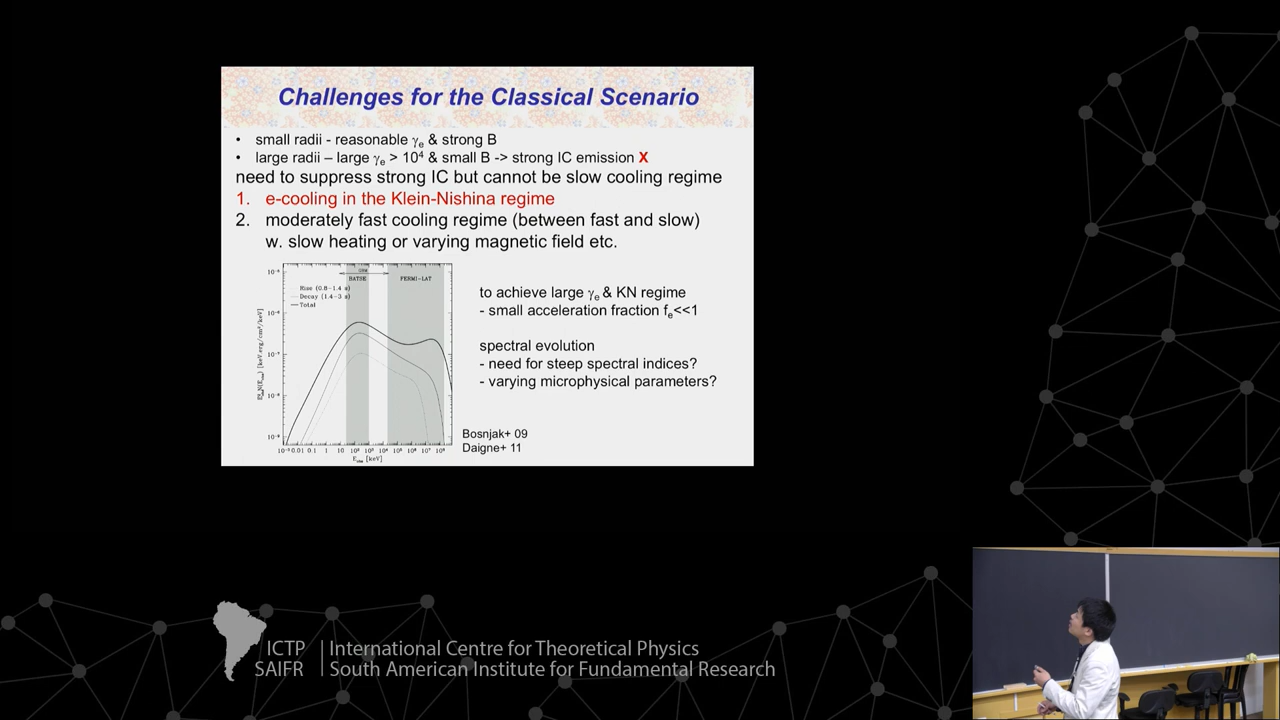 Challenges for the Classical Scenario
• small radii - reasonable γe & strong B
• large radii – large γe > 10⁴ & small B -> strong IC emission X
need to suppress strong IC but cannot be slow cooling regime
1. e-cooling in the Klein-Nishina regime
2. moderately fast cooling regime (between fast and slow)
w. slow heating or varying magnetic field etc.
BATSE FERMI-LAT
Rise (0.8-1.4 s)
Decay (1.4-3 s)
Total
to achieve large γe & KN regime
- small acceleration fraction fe<<1
spectral evolution
- need for steep spectral indices?
- varying microphysical parameters?
Bosnjak+ 09
Daigne+ 11
ICTP International Centre for Theoretical Physics
SAIFR South American Institute for Fundamental Research